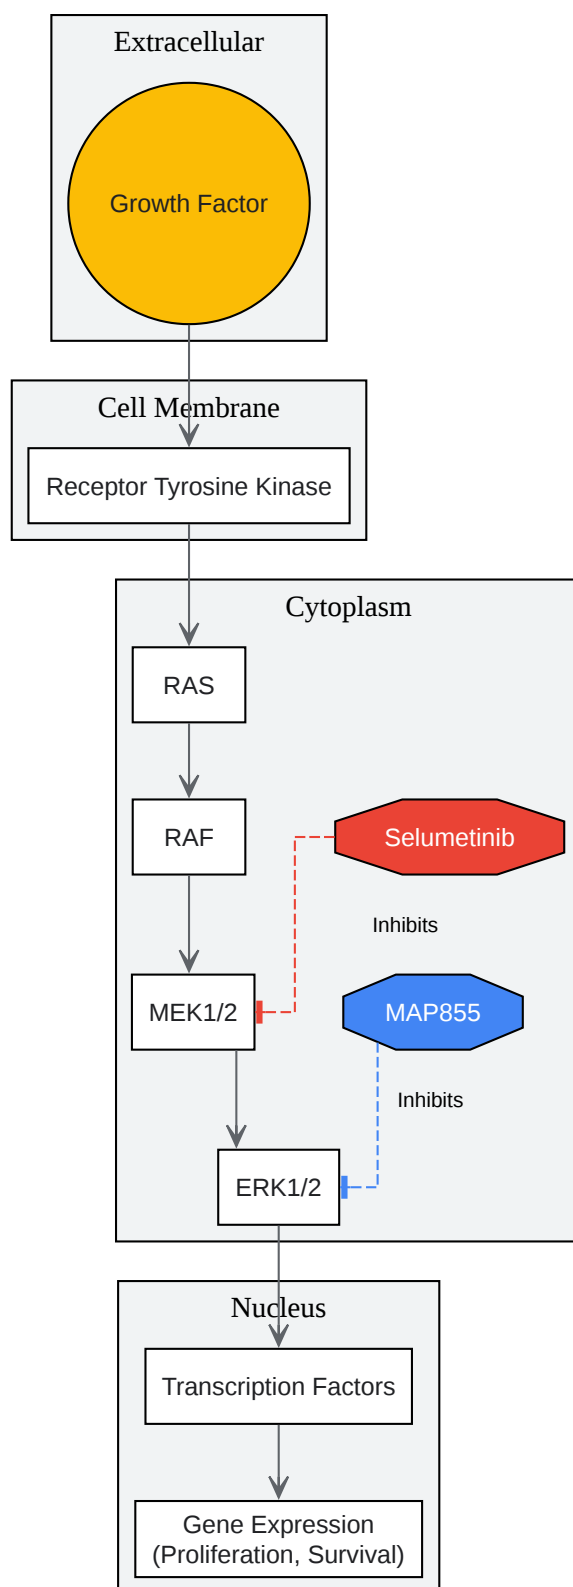 Extracellular
Growth Factor
Cell Membrane
Receptor Tyrosine Kinase
Cytoplasm
RAS
RAF
Selumetinib
Inhibits
MEK1/2
MAP855
Inhibits
ERK1/2
Nucleus
Transcription Factors
Gene Expression
(Proliferation, Survival)